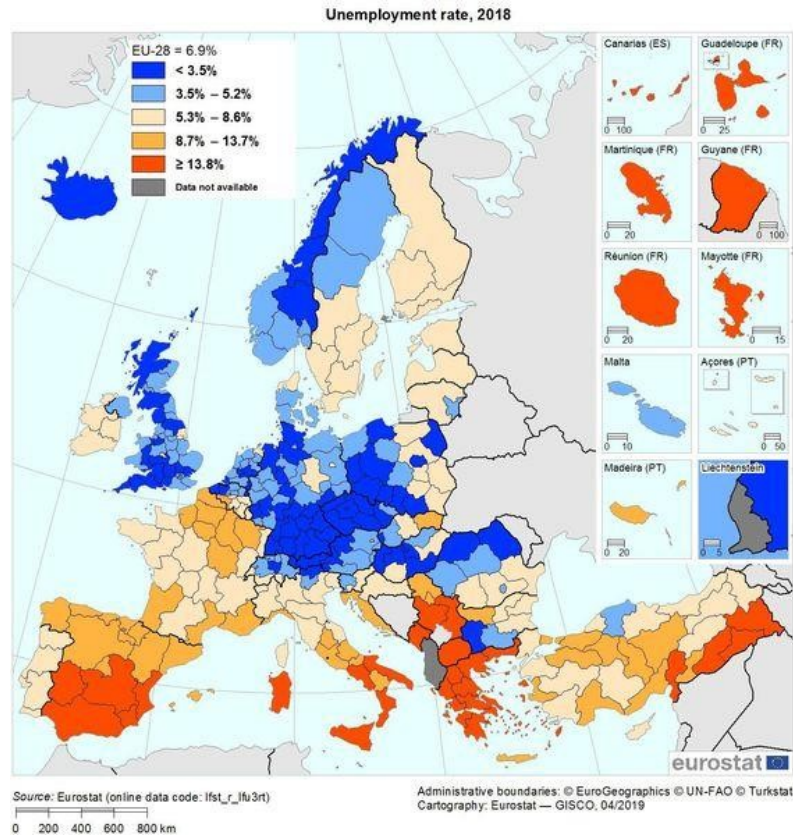 Unemployment rate, 2018
EU-28 = 6.9%
< 3.5%
3.5% – 5.2%
5.3% – 8.6%
8.7% – 13.7%
≥ 13.8%
Data not available
Canarias (ES)
0 100
Guadeloupe (FR)
0 25
Martinique (FR)
0 20
Guyane (FR)
0 100
Réunion (FR)
0 20
Mayotte (FR)
0 15
Malta
0 10
Açores (PT)
0 50
Madeira (PT)
0 20
Liechtenstein
0 5
eurostat
Source: Eurostat (online data code: lfst_r_lfu3rt)
Administrative boundaries: © EuroGeographics © UN-FAO © Turkstat
Cartography: Eurostat — GISCO, 04/2019
0 200 400 600 800 km